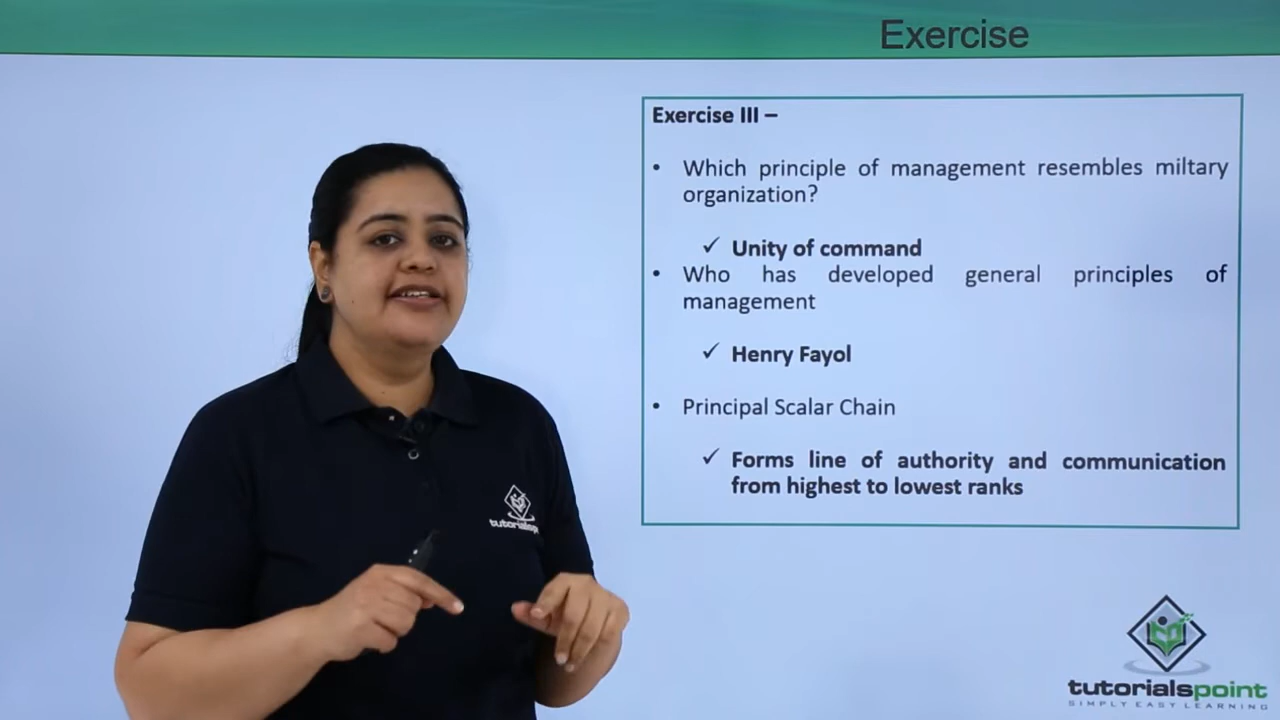 Exercise
Exercise III –
• Which principle of management resembles miltary
organization?
✓ Unity of command
• Who has developed general principles of
management
✓ Henry Fayol
• Principal Scalar Chain
✓ Forms line of authority and communication
from highest to lowest ranks
tutorialsp
tutorialspoint
SIMPLY EASY LEARNING